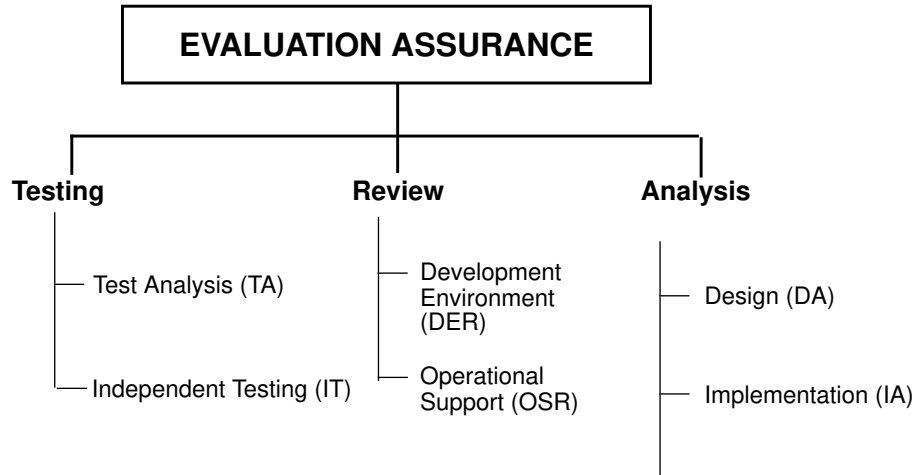 EVALUATION ASSURANCE
Testing
Test Analysis (TA)
Independent Testing (IT)
Review
Development
Environment
(DER)
Operational
Support (OSR)
Analysis
Design (DA)
Implementation (IA)